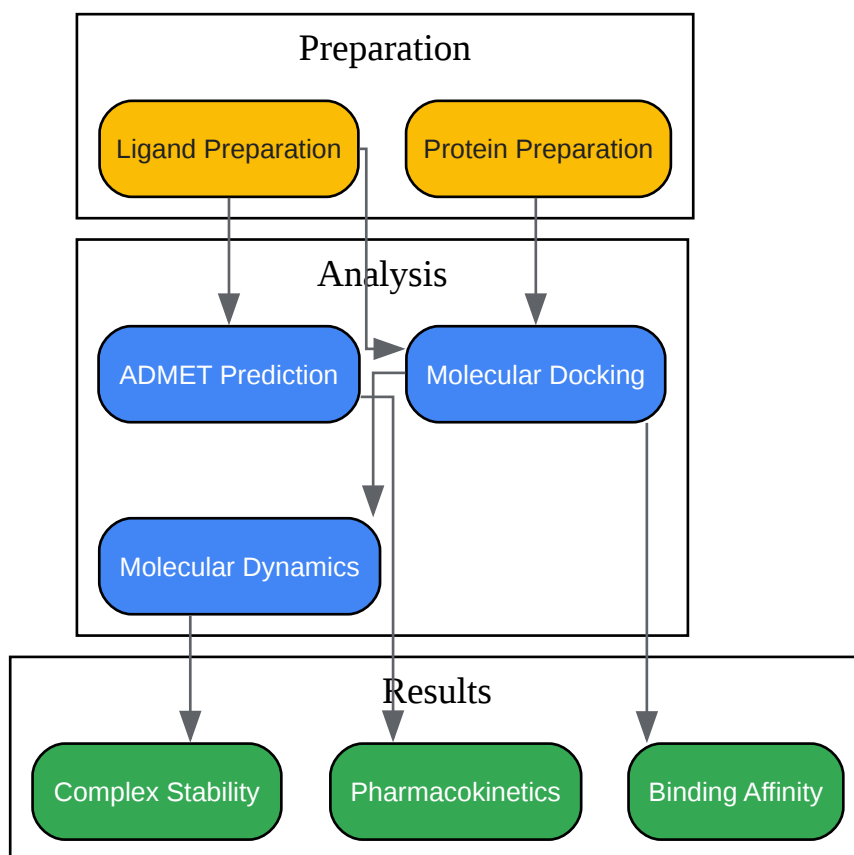 Preparation
Ligand Preparation
Protein Preparation
Analysis
ADMET Prediction
Molecular Docking
Molecular Dynamics
Results
Complex Stability
Pharmacokinetics
Binding Affinity